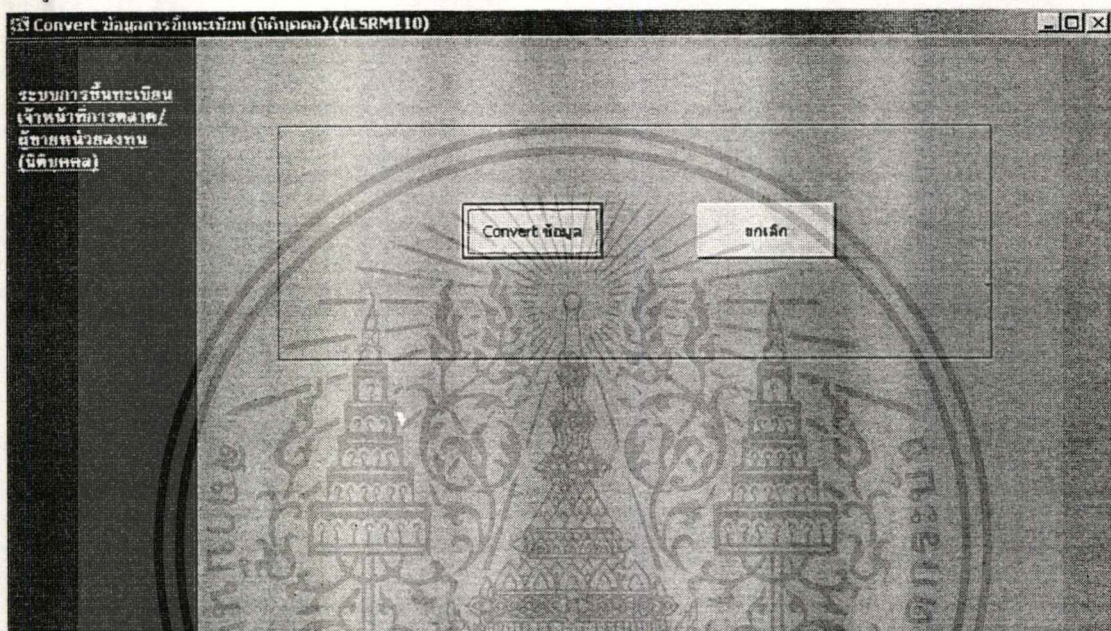 Convert ข้อมูลการขึ้นทะเบียน (นิติบุคคล) (ALSRM110)
ระบบการขึ้นทะเบียน
เจ้าหน้าที่การตลาด/
ผู้ขายหน่วยลงทุน
(นิติบุคคล)
Convert ข้อมูล
ยกเลิก